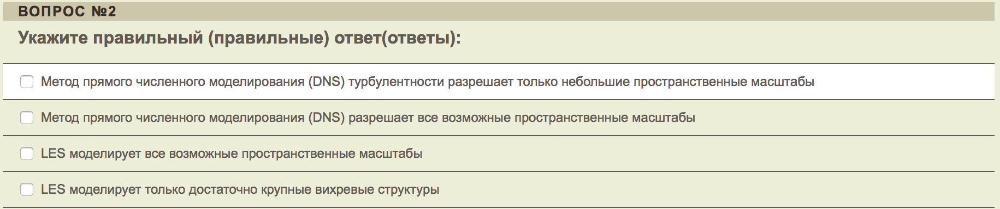 ВОПРОС №2
Укажите правильный (правильные) ответ(ответы):
Метод прямого численного моделирования (DNS) турбулентности разрешает только небольшие пространственные масштабы
Метод прямого численного моделирования (DNS) разрешает все возможные пространственные масштабы
LES моделирует все возможные пространственные масштабы
LES моделирует только достаточно крупные вихревые структуры